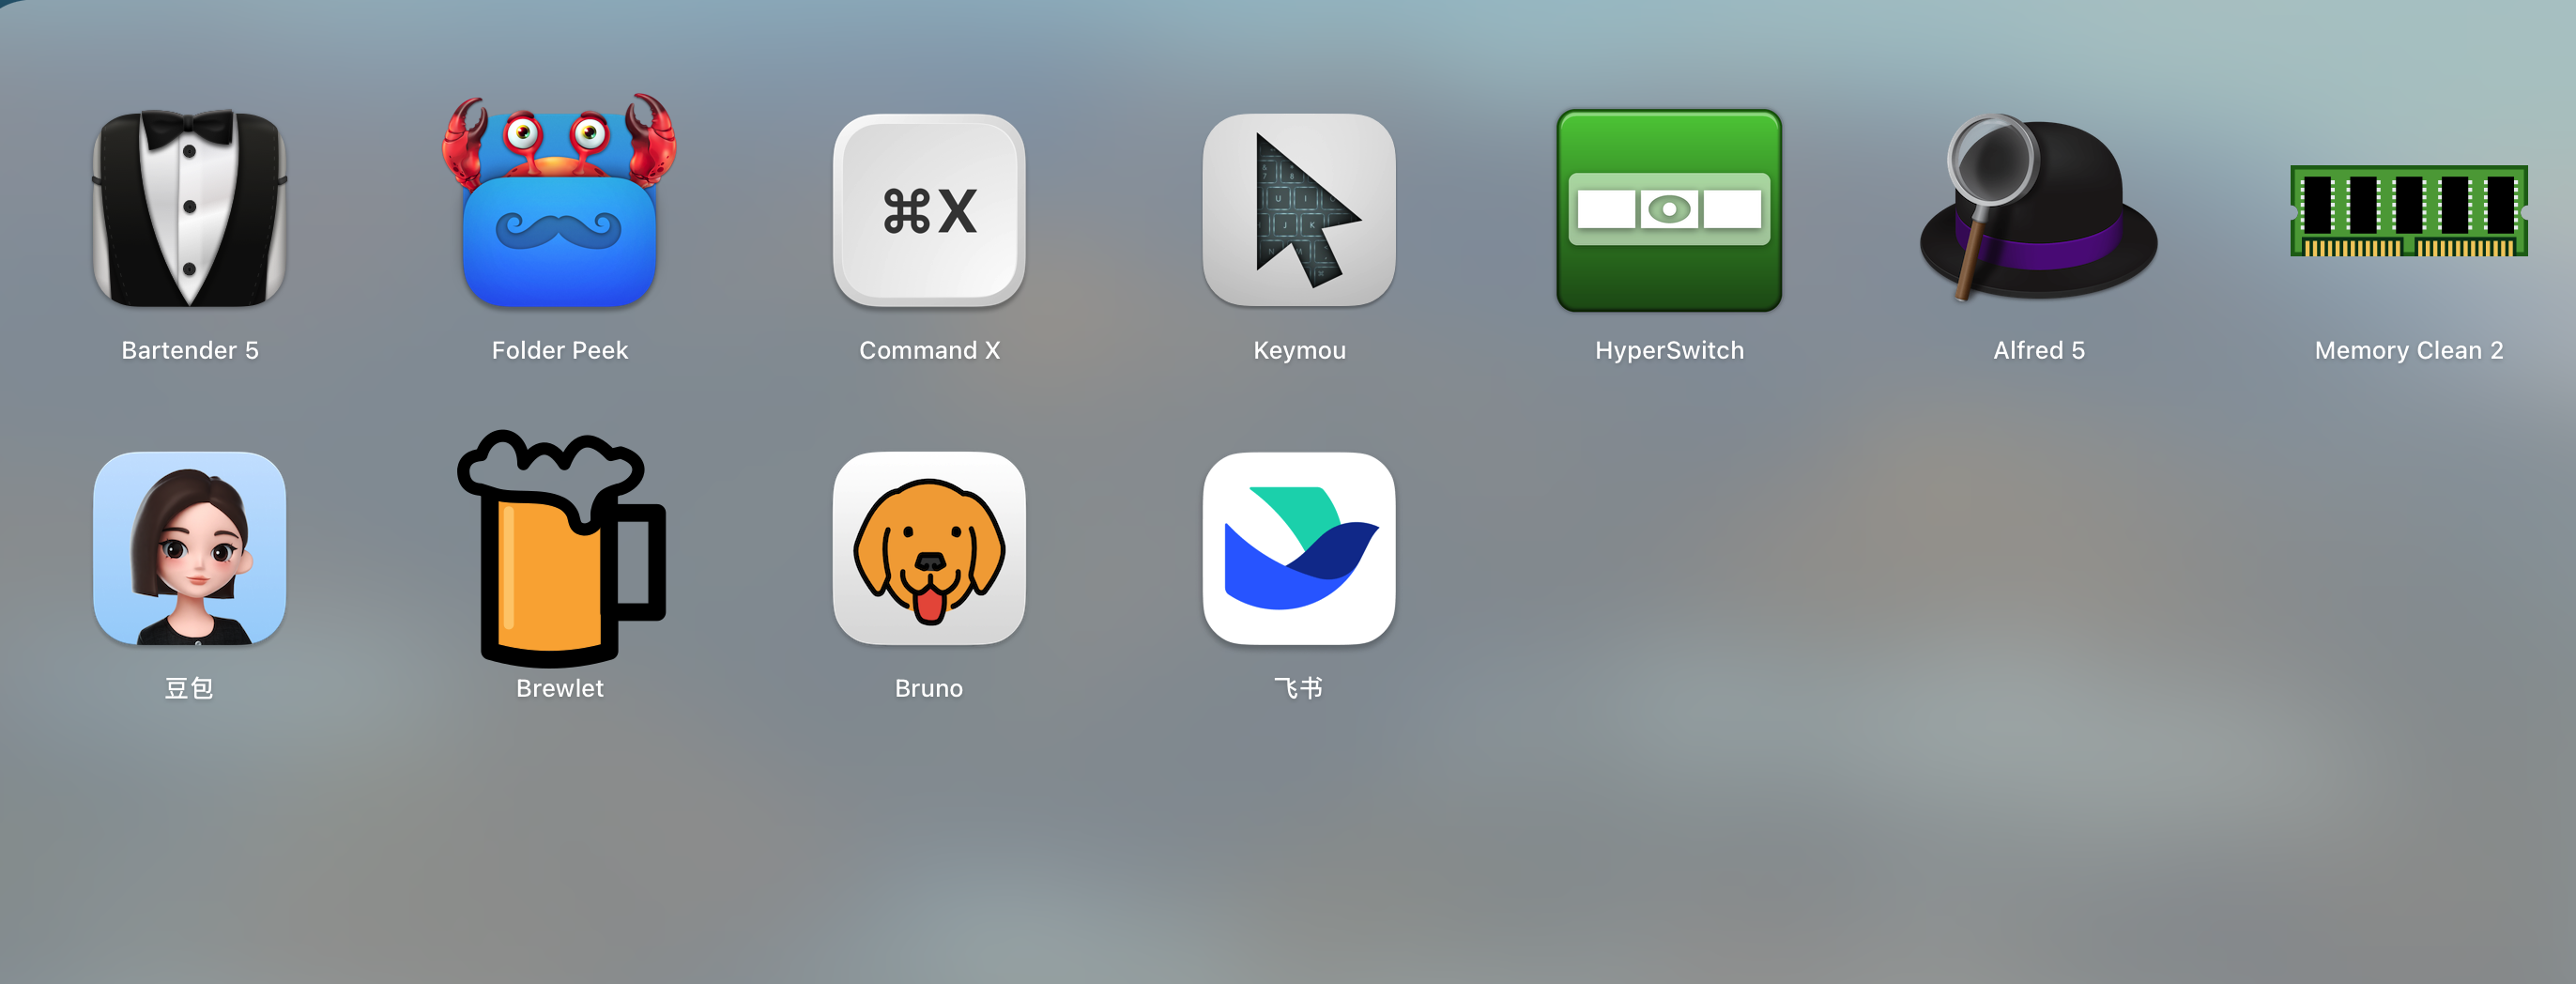 ⌘X
Bartender 5
Folder Peek
Command X
Keymou
HyperSwitch
Alfred 5
Memory Clean 2
豆包
Brewlet
Bruno
飞书